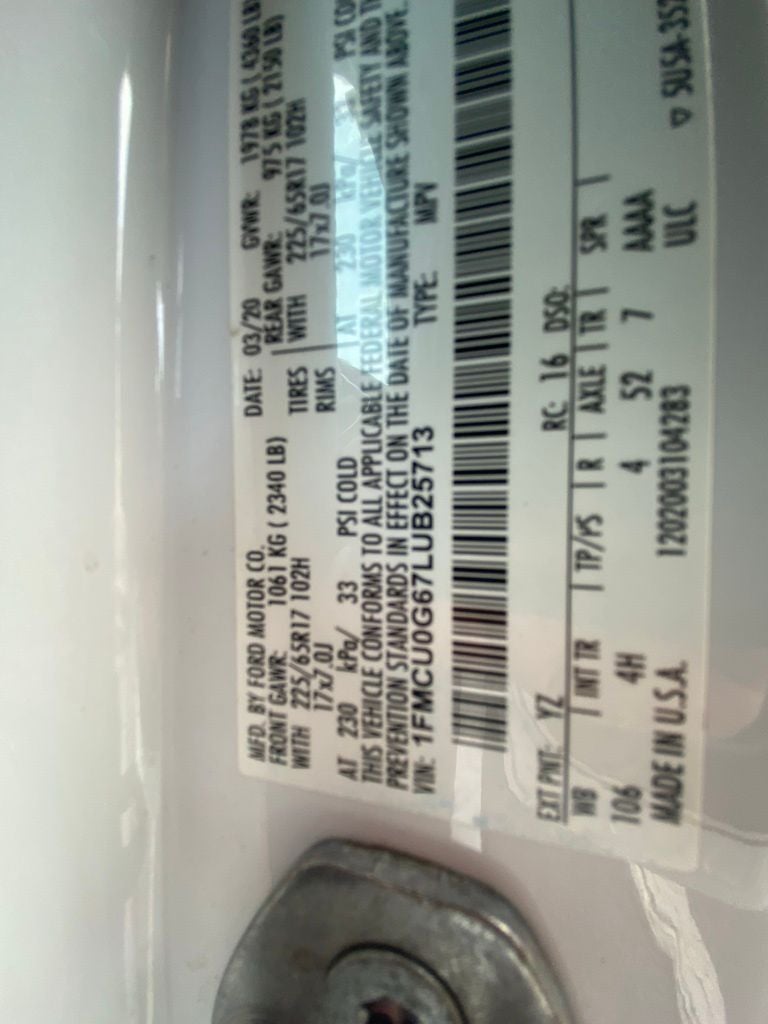 MFD. BY FORD MOTOR CO. DATE: 03/20 GVWR: 1978 KG ( 4360 LB)
FRONT GAWR: 1061 KG ( 2340 LB) REAR GAWR: 975 KG ( 2150 LB)
WITH 225/65R17 102H TIRES WITH 225/65R17 102H
17x7.0J RIMS 17x7.0J
AT 230 kPa/ 33 PSI COLD AT 230 kPa/ PSI
THIS VEHICLE CONFORMS TO ALL APPLICABLE FEDERAL MOTOR VEHICLE SAFETY AND
PREVENTION STANDARDS IN EFFECT ON THE DATE OF MANUFACTURE SHOWN ABOVE.
VIN: 1FMCU0G67LUB25713 TYPE: MPV
EXT PNT: YZ RC: 16 DSO:
WB INT TR TP/PS R AXLE TR SPR
106 4H 4 52 7 AAAA
MADE IN U.S.A. 1202003104283 ULC
▽ 5U5A-352